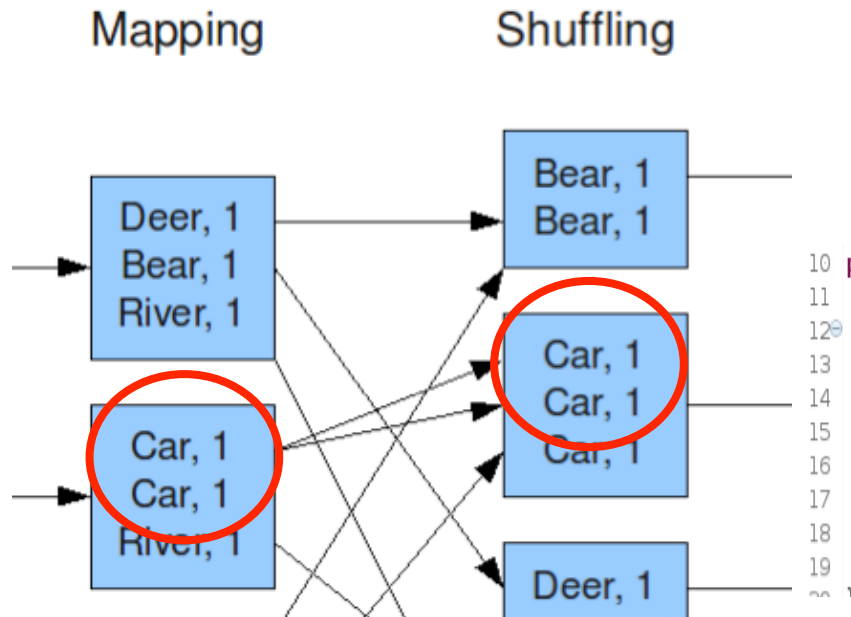 Mapping
Shuffling
Deer, 1
Bear, 1
River, 1
Car, 1
Car, 1
River, 1
Bear, 1
Bear, 1
Car, 1
Car, 1
Car, 1
Deer, 1
10
11
12
13
14
15
16
17
18
19